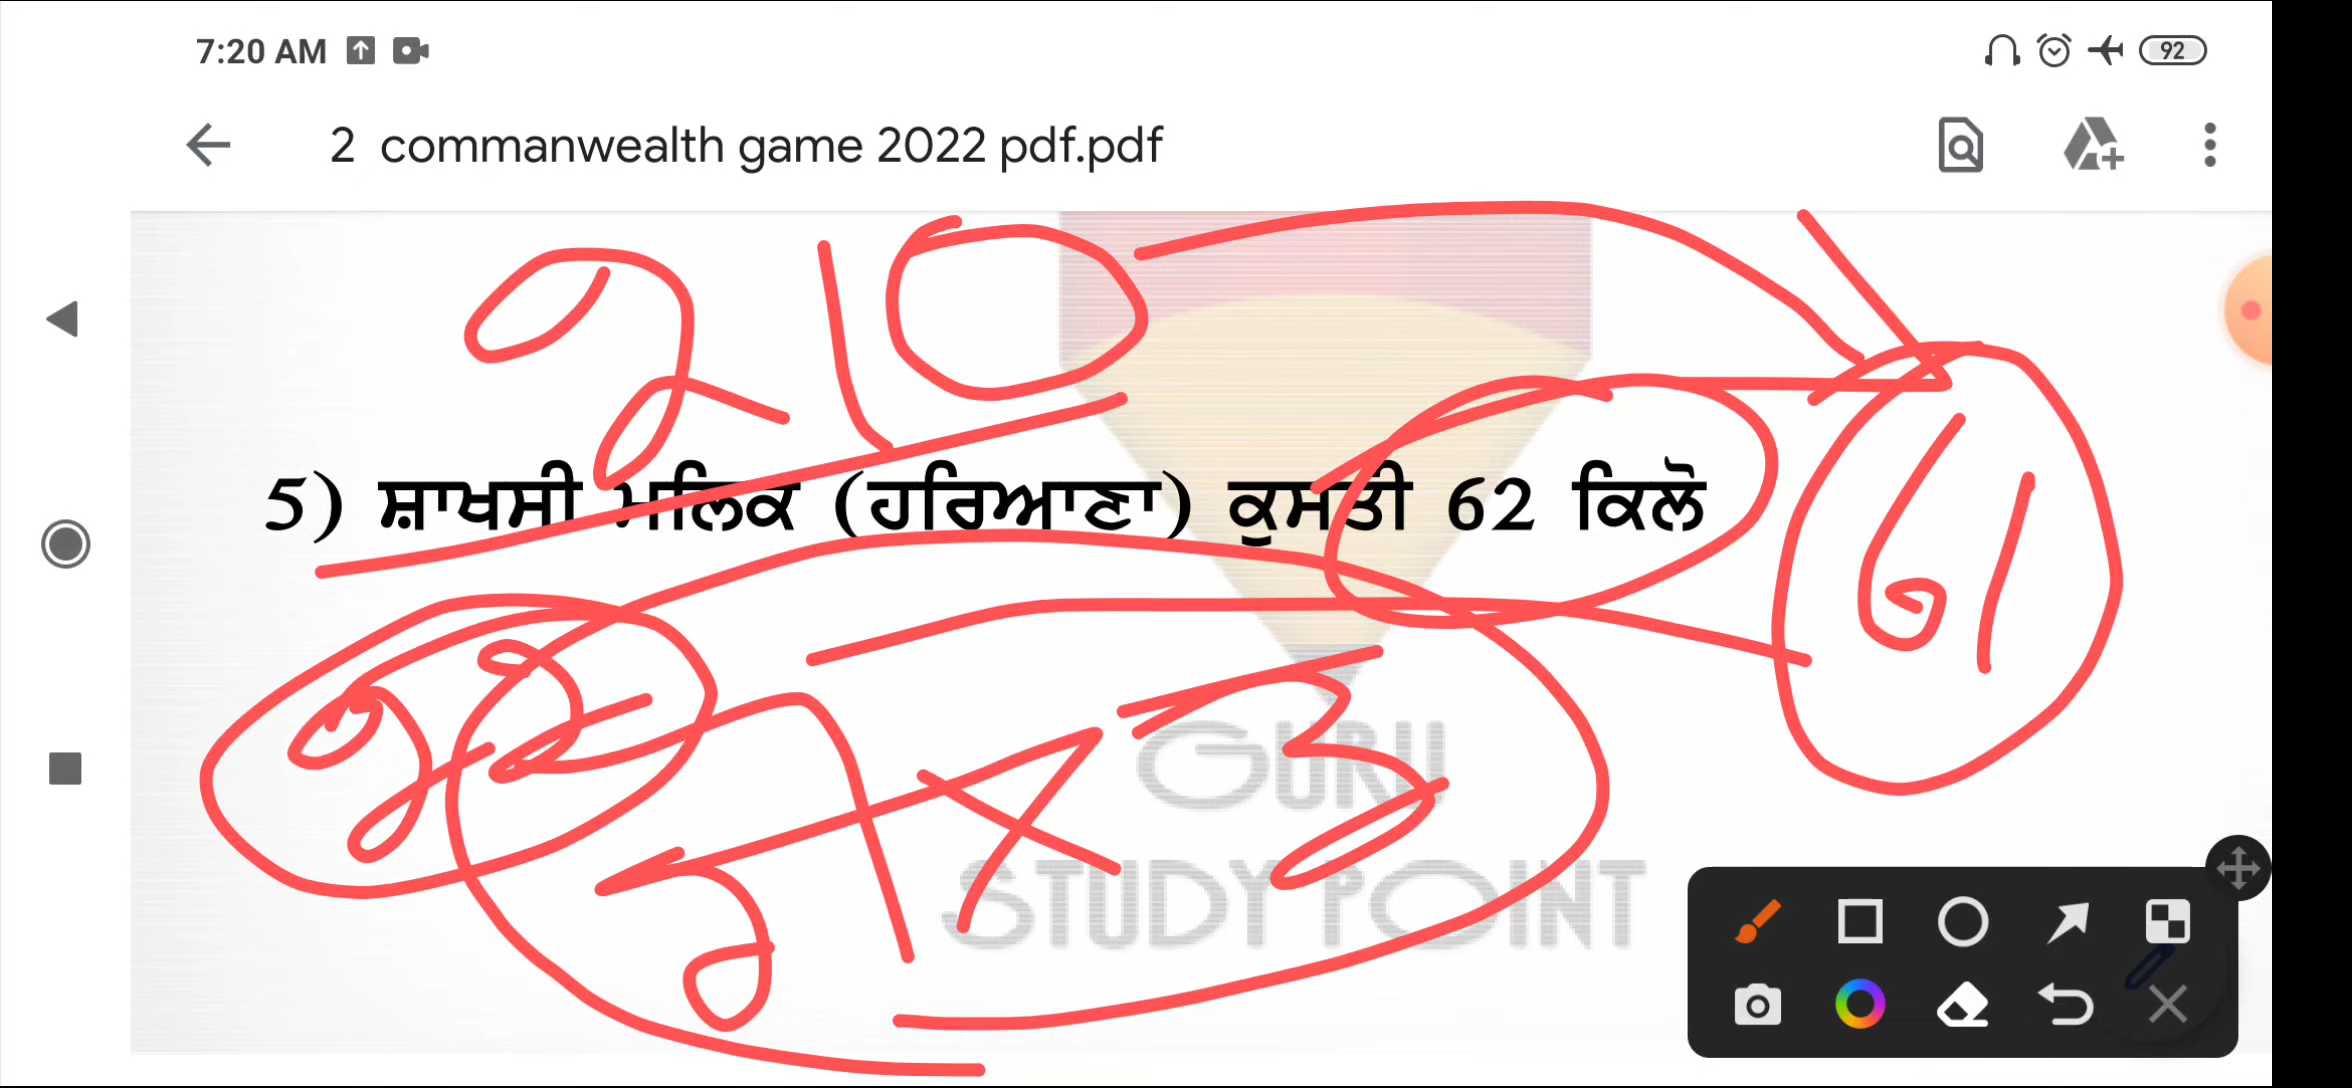 7:20 AM 92
2 commanwealth game 2022 pdf.pdf
210
5) ਸ਼ਾਖਸੀ ਮਲਿਕ (ਹਰਿਆਣਾ) ਕੁਸਤੀ 62 ਕਿਲੋ
61
GURU
STUDY POINT